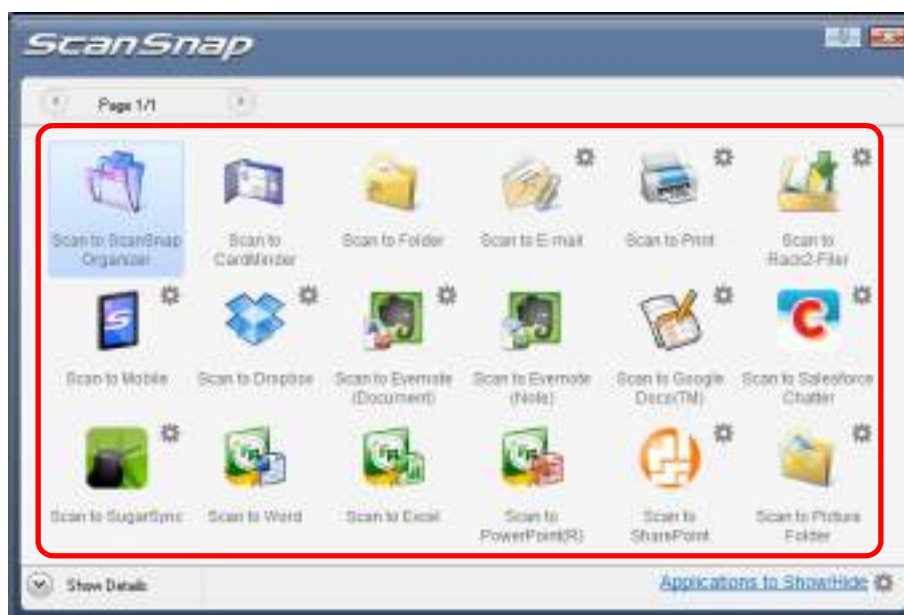 ScanSnap
Page 1/1
Scan to ScanSnap
Organizer
Scan to
CardMinder
Scan to Folder
Scan to E-mail
Scan to Print
Scan to
Rack2-Filer
Scan to Mobile
Scan to Dropbox
Scan to Evernote
(Document)
Scan to Evernote
(Note)
Scan to Google
Docs(TM)
Scan to Salesforce
Chatter
Scan to SugarSync
Scan to Word
Scan to Excel
Scan to
PowerPoint(R)
Scan to
SharePoint
Scan to Picture
Folder
Show Details
Applications to Show/Hide